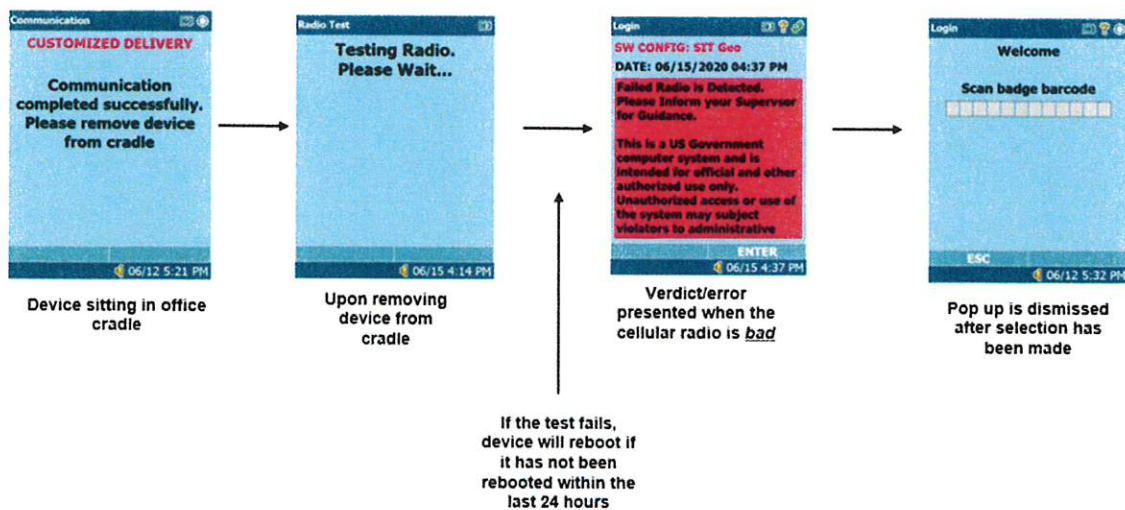 Communication
CUSTOMIZED DELIVERY
Communication
completed successfully.
Please remove device
from cradle
06/12 5:21 PM
Device sitting in office
cradle
Radio Test
Testing Radio.
Please Wait...
06/15 4:14 PM
Upon removing
device from
cradle
Login
SW CONFIG: SIT Geo
DATE: 06/15/2020 04:37 PM
Failed Radio is Detected.
Please Inform your Supervsor
for Guidance.
This is a US Government
computer system and is
intended for official and other
authorized use only.
Unauthorized access or use of
the system may subject
violators to administrative
ENTER
06/15 4:37 PM
Verdict/error
presented when the
cellular radio is bad
If the test fails,
device will reboot if
it has not been
rebooted within the
last 24 hours
Login
Welcome
Scan badge barcode
ESC
06/12 5:32 PM
Pop up is dismissed
after selection has
been made